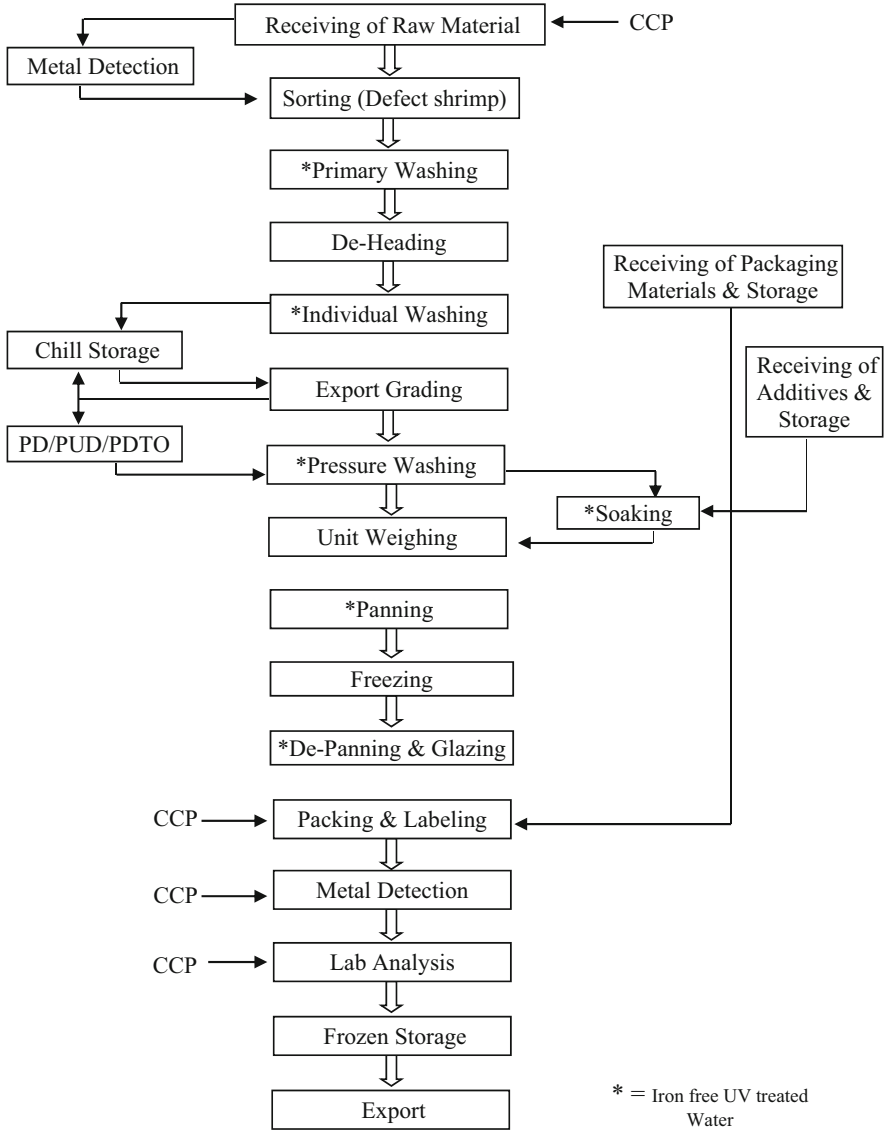 Receiving of Raw Material
CCP
Metal Detection
Sorting (Defect shrimp)
*Primary Washing
De-Heading
Receiving of Packaging
Materials & Storage
*Individual Washing
Chill Storage
Receiving of
Additives &
Storage
Export Grading
PD/PUD/PDTO
*Pressure Washing
*Soaking
Unit Weighing
*Panning
Freezing
*De-Panning & Glazing
CCP
Packing & Labeling
CCP
Metal Detection
CCP
Lab Analysis
Frozen Storage
Export
* = Iron free UV treated
Water